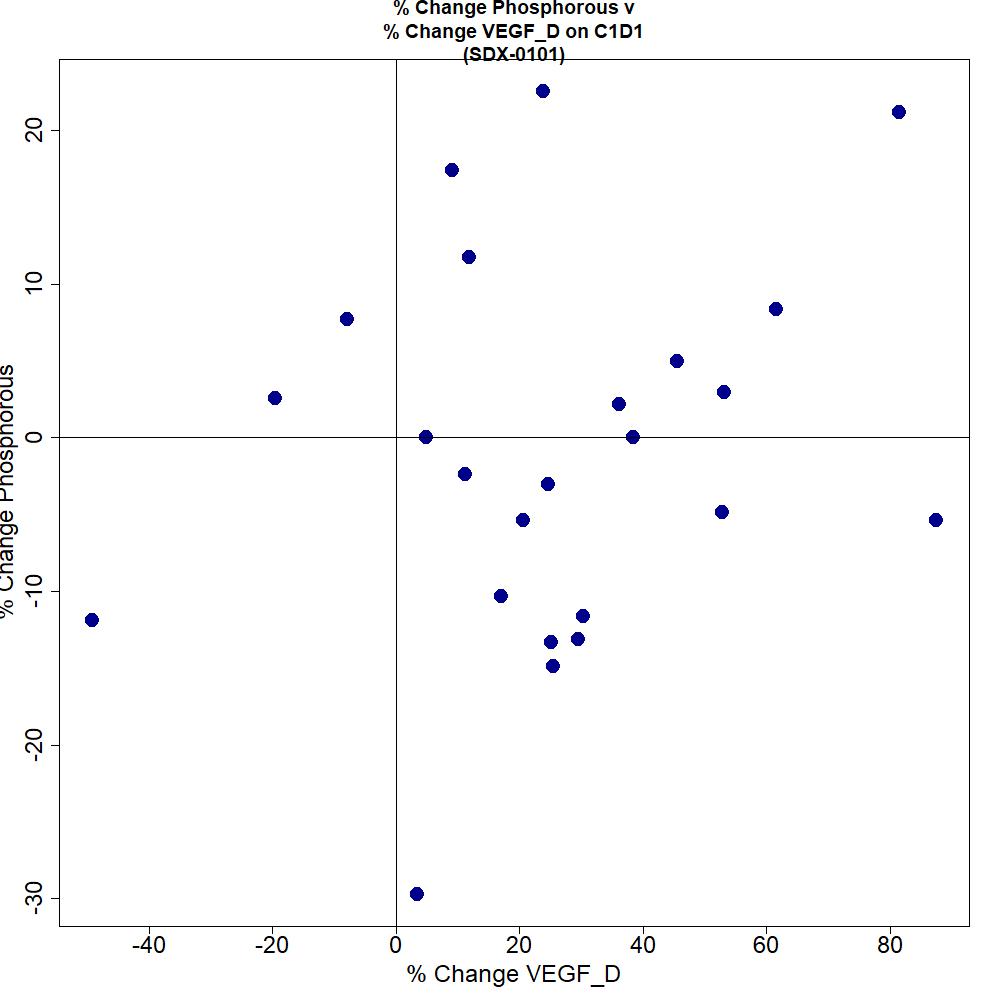 % Change Phosphorous v
% Change VEGF_D on C1D1
(SDX-0101)
% Change Phosphorous
20
10
0
-10
-20
-30
-40
-20
0
20
40
60
80
% Change VEGF_D